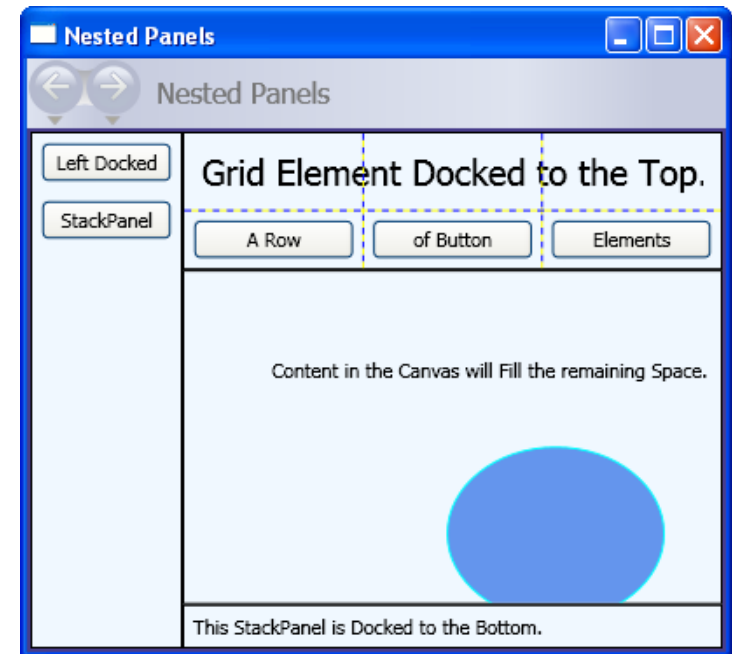 Nested Panels
Nested Panels
Left Docked
StackPanel
Grid Element Docked to the Top.
A Row
of Button
Elements
Content in the Canvas will Fill the remaining Space.
This StackPanel is Docked to the Bottom.